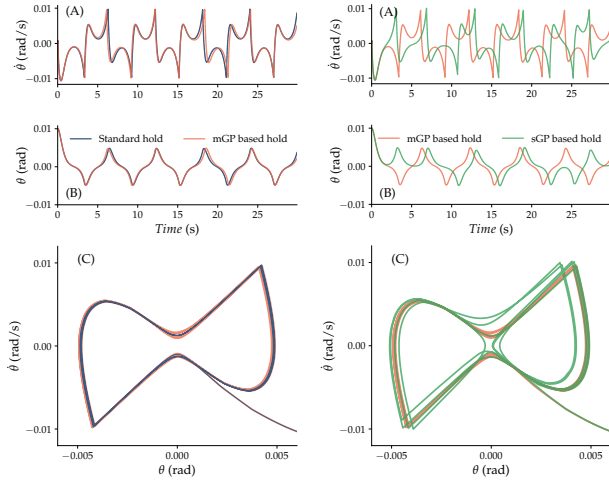 (A)
0.01
0.00
−0.01
θ̇ (rad / s)
0 5 10 15 20 25
0.01
Standard hold mGP based hold
0.00
θ (rad)
−0.01
(B)
0 5 10 15 20 25
Time (s)
(C)
0.01
0.00
−0.01
θ̇ (rad / s)
−0.005 0.000 0.005
θ (rad)
(A)
0.01
0.00
−0.01
θ̇ (rad / s)
0 5 10 15 20 25
0.01
mGP based hold sGP based hold
0.00
θ (rad)
−0.01
(B)
0 5 10 15 20 25
Time (s)
(C)
0.01
0.00
−0.01
θ̇ (rad / s)
−0.005 0.000 0.005
θ (rad)